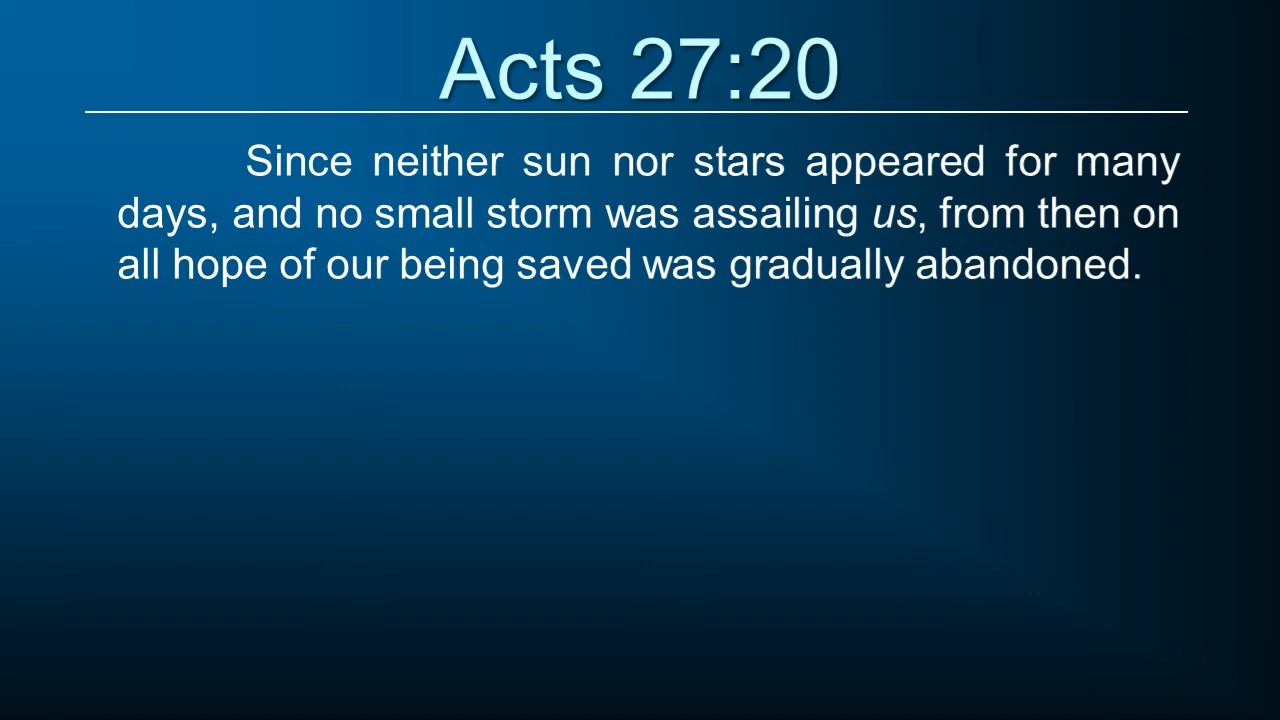 Acts 27:20
Since neither sun nor stars appeared for many
days, and no small storm was assailing us, from then on
all hope of our being saved was gradually abandoned.